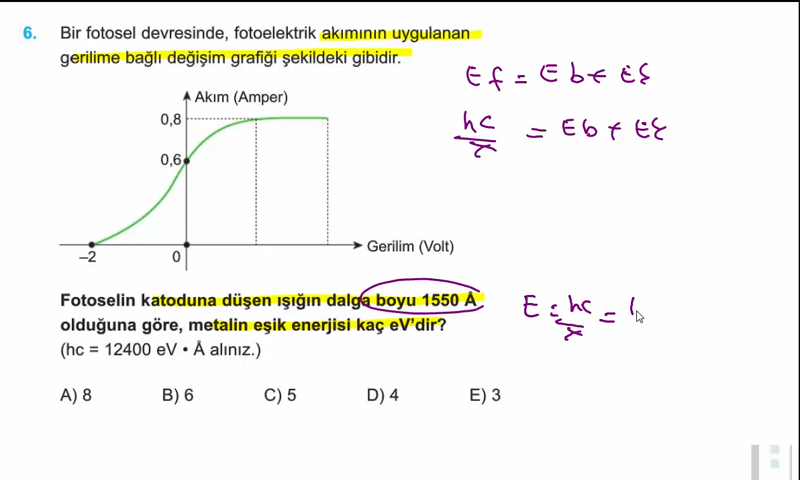 6. Bir fotosel devresinde, fotoelektrik akımının uygulanan
gerilime bağlı değişim grafiği şekildeki gibidir.
Ef = Eb + Eç
hc/λ = Eb + Eç
Akım (Amper)
0,8
0,6
–2
0
Gerilim (Volt)
Fotoselin katoduna düşen ışığın dalga boyu 1550 Å
olduğuna göre, metalin eşik enerjisi kaç eV'dir?
(hc = 12400 eV • Å alınız.)
E = hc/λ = 1
A) 8 B) 6 C) 5 D) 4 E) 3